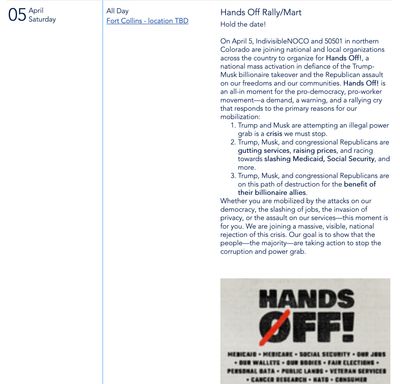 05 April
Saturday
All Day
Fort Collins - location TBD
Hands Off Rally/Mart
Hold the date!
On April 5, IndivisibleNOCO and 50501 in northern
Colorado are joining national and local organizations
across the country to organize for Hands Off!, a
national mass activation in defiance of the Trump-
Musk billionaire takeover and the Republican assault
on our freedoms and our communities. Hands Off! is
an all-in moment for the pro-democracy, pro-worker
movement—a demand, a warning, and a rallying cry
that responds to the primary reasons for our
mobilization:
1. Trump and Musk are attempting an illegal power
grab is a crisis we must stop.
2. Trump, Musk, and congressional Republicans are
gutting services, raising prices, and racing
towards slashing Medicaid, Social Security, and
more.
3. Trump, Musk, and congressional Republicans are
on this path of destruction for the benefit of
their billionaire allies.
Whether you are mobilized by the attacks on our
democracy, the slashing of jobs, the invasion of
privacy, or the assault on our services—this moment is
for you. We are joining a massive, visible, national
rejection of this crisis. Our goal is to show that the
people—the majority—are taking action to stop the
corruption and power grab.
HANDS
OFF!
MEDICAID • MEDICARE • SOCIAL SECURITY • OUR JOBS
• OUR WALLETS • OUR BODIES • FAIR ELECTIONS •
PERSONAL DATA • PUBLIC LANDS • VETERAN SERVICES
• CANCER RESEARCH • NATO • CONSUMER